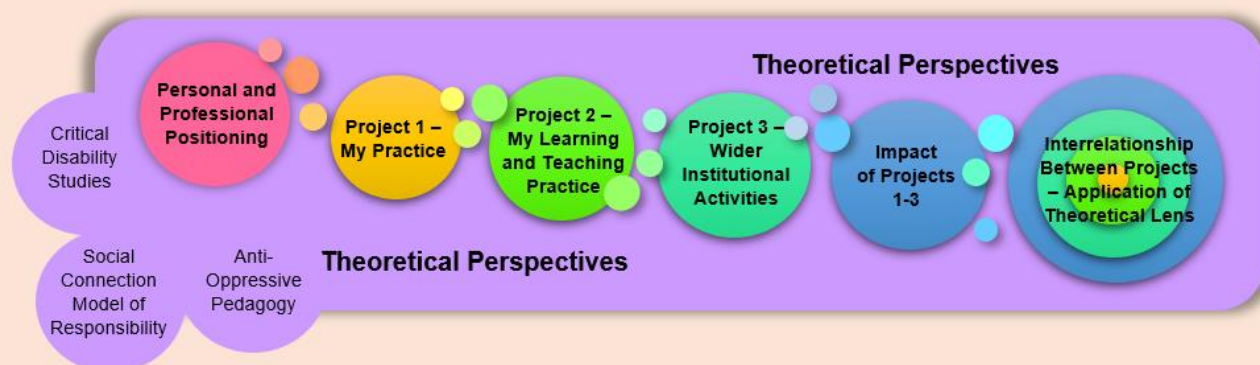 Theoretical Perspectives
Personal and
Professional
Positioning
Project 1 –
My Practice
Project 2 –
My Learning
and Teaching
Practice
Project 3 –
Wider
Institutional
Activities
Impact
of Projects
1-3
Interrelationship
Between Projects
– Application of
Theoretical Lens
Critical
Disability
Studies
Social
Connection
Model of
Responsibility
Anti-
Oppressive
Pedagogy
Theoretical Perspectives